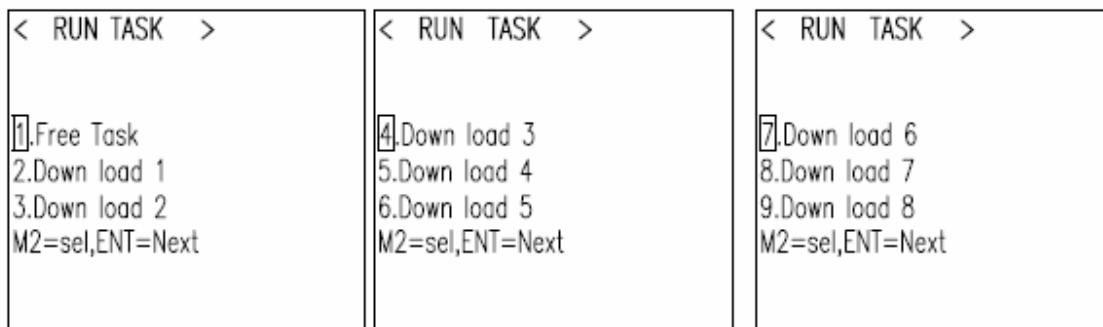 < RUN TASK >
1.Free Task
2.Down load 1
3.Down load 2
M2=sel,ENT=Next
< RUN TASK >
4.Down load 3
5.Down load 4
6.Down load 5
M2=sel,ENT=Next
< RUN TASK >
7.Down load 6
8.Down load 7
9.Down load 8
M2=sel,ENT=Next